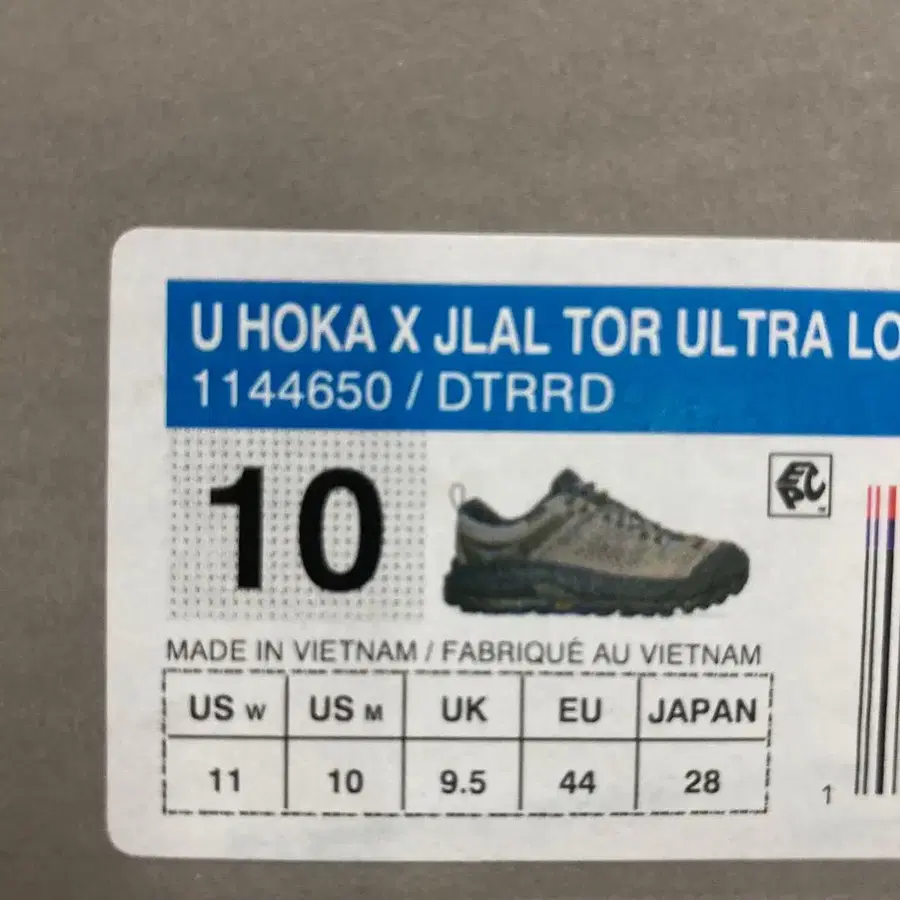 U HOKA X JLAL TOR ULTRA LO
1144650 / DTRRD
10
EPC
MADE IN VIETNAM / FABRIQUÉ AU VIETNAM
US W US M UK EU JAPAN
11 10 9.5 44 28
1